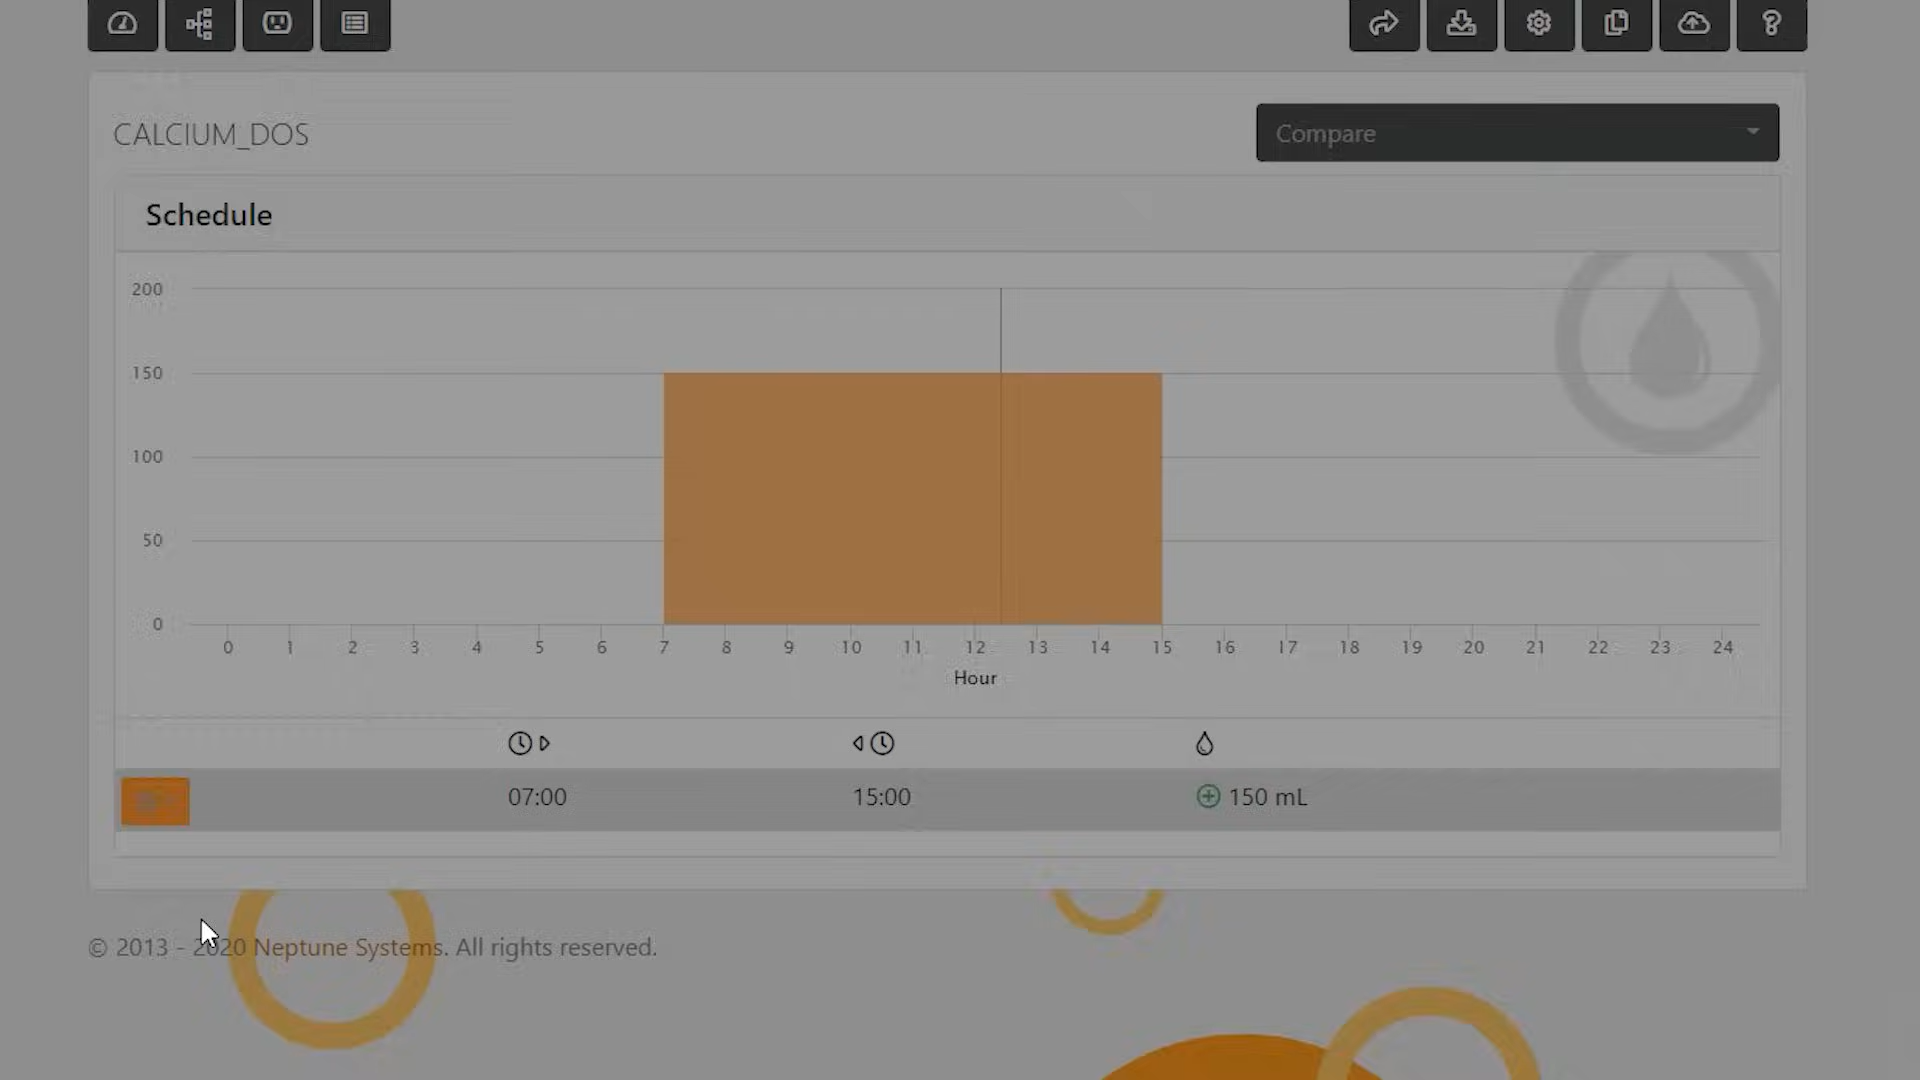 CALCIUM_DOS
Compare
Schedule
200
150
100
50
0
0 1 2 3 4 5 6 7 8 9 10 11 12 13 14 15 16 17 18 19 20 21 22 23 24
Hour
07:00 15:00 150 mL
© 2013 - 2020 Neptune Systems. All rights reserved.